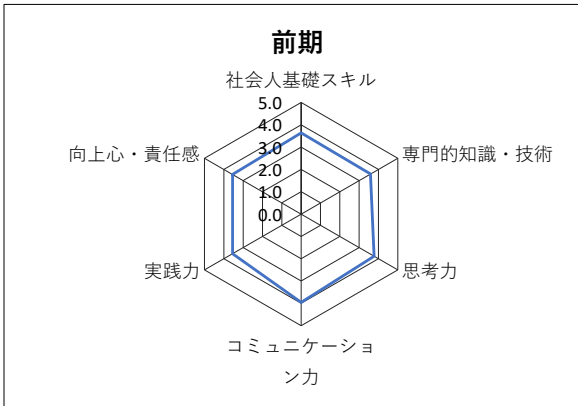 前期
社会人基礎スキル
5.0
4.0
3.0
2.0
1.0
0.0
専門的知識・技術
思考力
コミュニケーショ
ン力
実践力
向上心・責任感